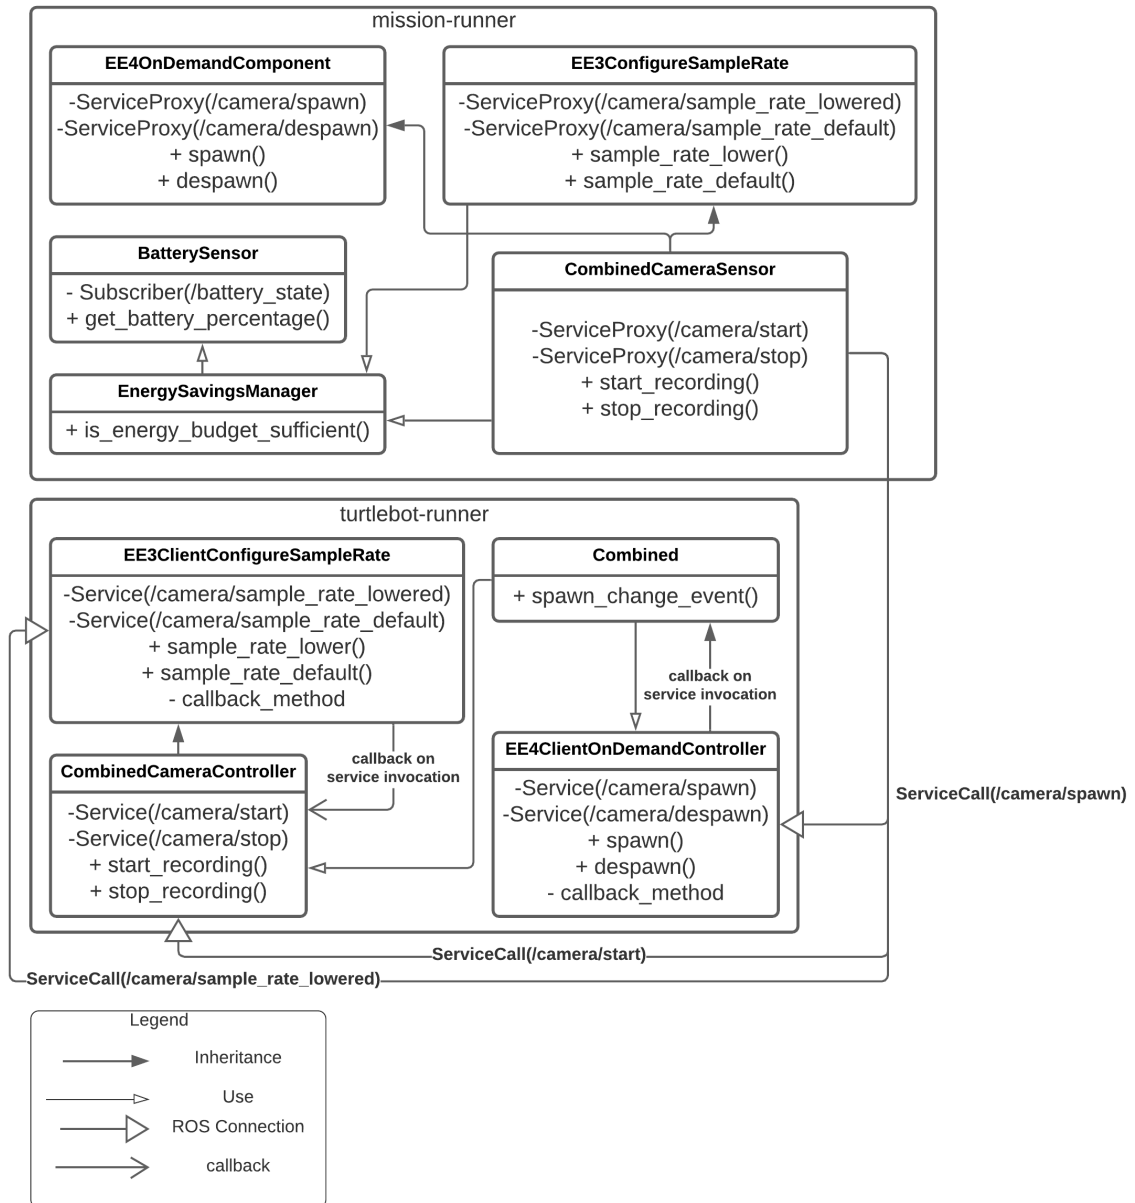 mission-runner
EE4OnDemandComponent
-ServiceProxy(/camera/spawn)
-ServiceProxy(/camera/despawn)
+ spawn()
+ despawn()
EE3ConfigureSampleRate
-ServiceProxy(/camera/sample_rate_lowered)
-ServiceProxy(/camera/sample_rate_default)
+ sample_rate_lower()
+ sample_rate_default()
BatterySensor
- Subscriber(/battery_state)
+ get_battery_percentage()
CombinedCameraSensor
-ServiceProxy(/camera/start)
-ServiceProxy(/camera/stop)
+ start_recording()
+ stop_recording()
EnergySavingsManager
+ is_energy_budget_sufficient()
turtlebot-runner
EE3ClientConfigureSampleRate
-Service(/camera/sample_rate_lowered)
-Service(/camera/sample_rate_default)
+ sample_rate_lower()
+ sample_rate_default()
- callback_method
Combined
+ spawn_change_event()
callback on
service invocation
callback on
service invocation
CombinedCameraController
-Service(/camera/start)
-Service(/camera/stop)
+ start_recording()
+ stop_recording()
EE4ClientOnDemandController
-Service(/camera/spawn)
-Service(/camera/despawn)
+ spawn()
+ despawn()
- callback_method
ServiceCall(/camera/spawn)
ServiceCall(/camera/start)
ServiceCall(/camera/sample_rate_lowered)
Legend
Inheritance
Use
ROS Connection
callback